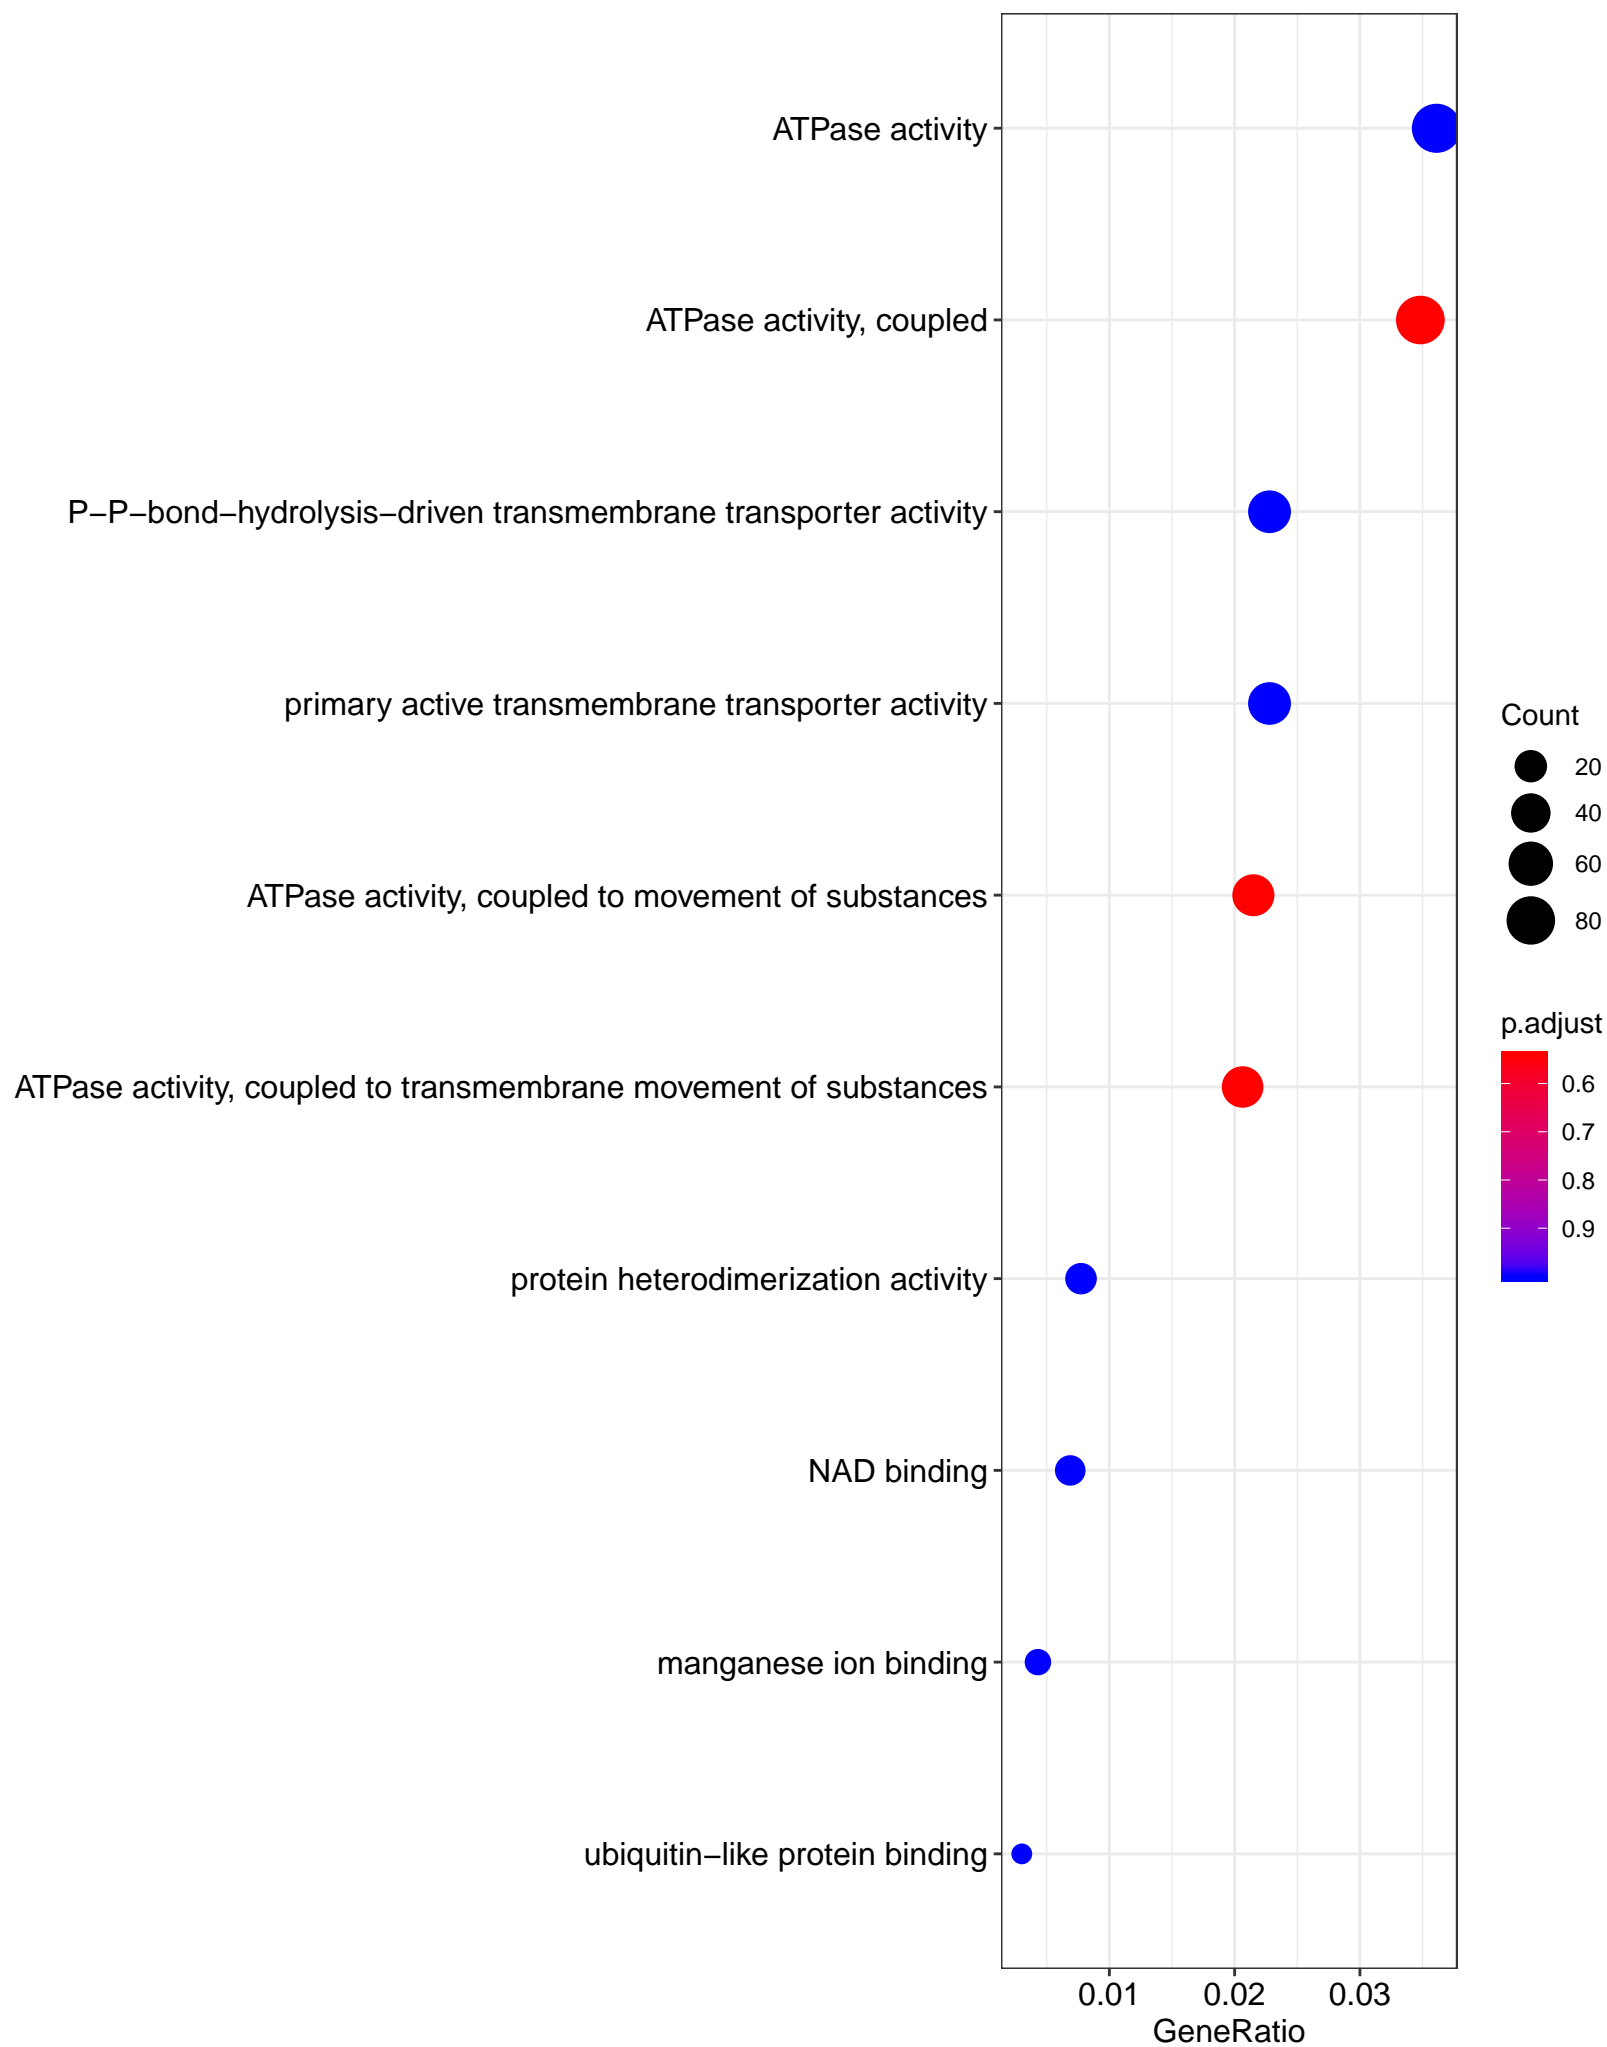 ATPase activity
ATPase activity, coupled
P−P−bond−hydrolysis−driven transmembrane transporter activity
primary active transmembrane transporter activity
ATPase activity, coupled to movement of substances
ATPase activity, coupled to transmembrane movement of substances
protein heterodimerization activity
NAD binding
manganese ion binding
ubiquitin−like protein binding
0.01 0.02 0.03
GeneRatio
Count
20
40
60
80
p.adjust
0.6
0.7
0.8
0.9